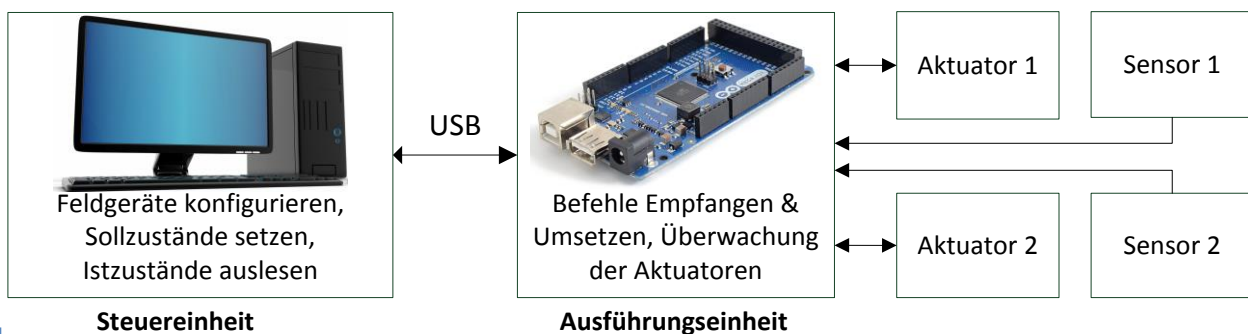 USB
Feldgeräte konfigurieren,
Sollzustände setzen,
Istzustände auslesen
Steuereinheit
Befehle Empfangen &
Umsetzen, Überwachung
der Aktuatoren
Ausführungseinheit
Aktuator 1
Sensor 1
Aktuator 2
Sensor 2